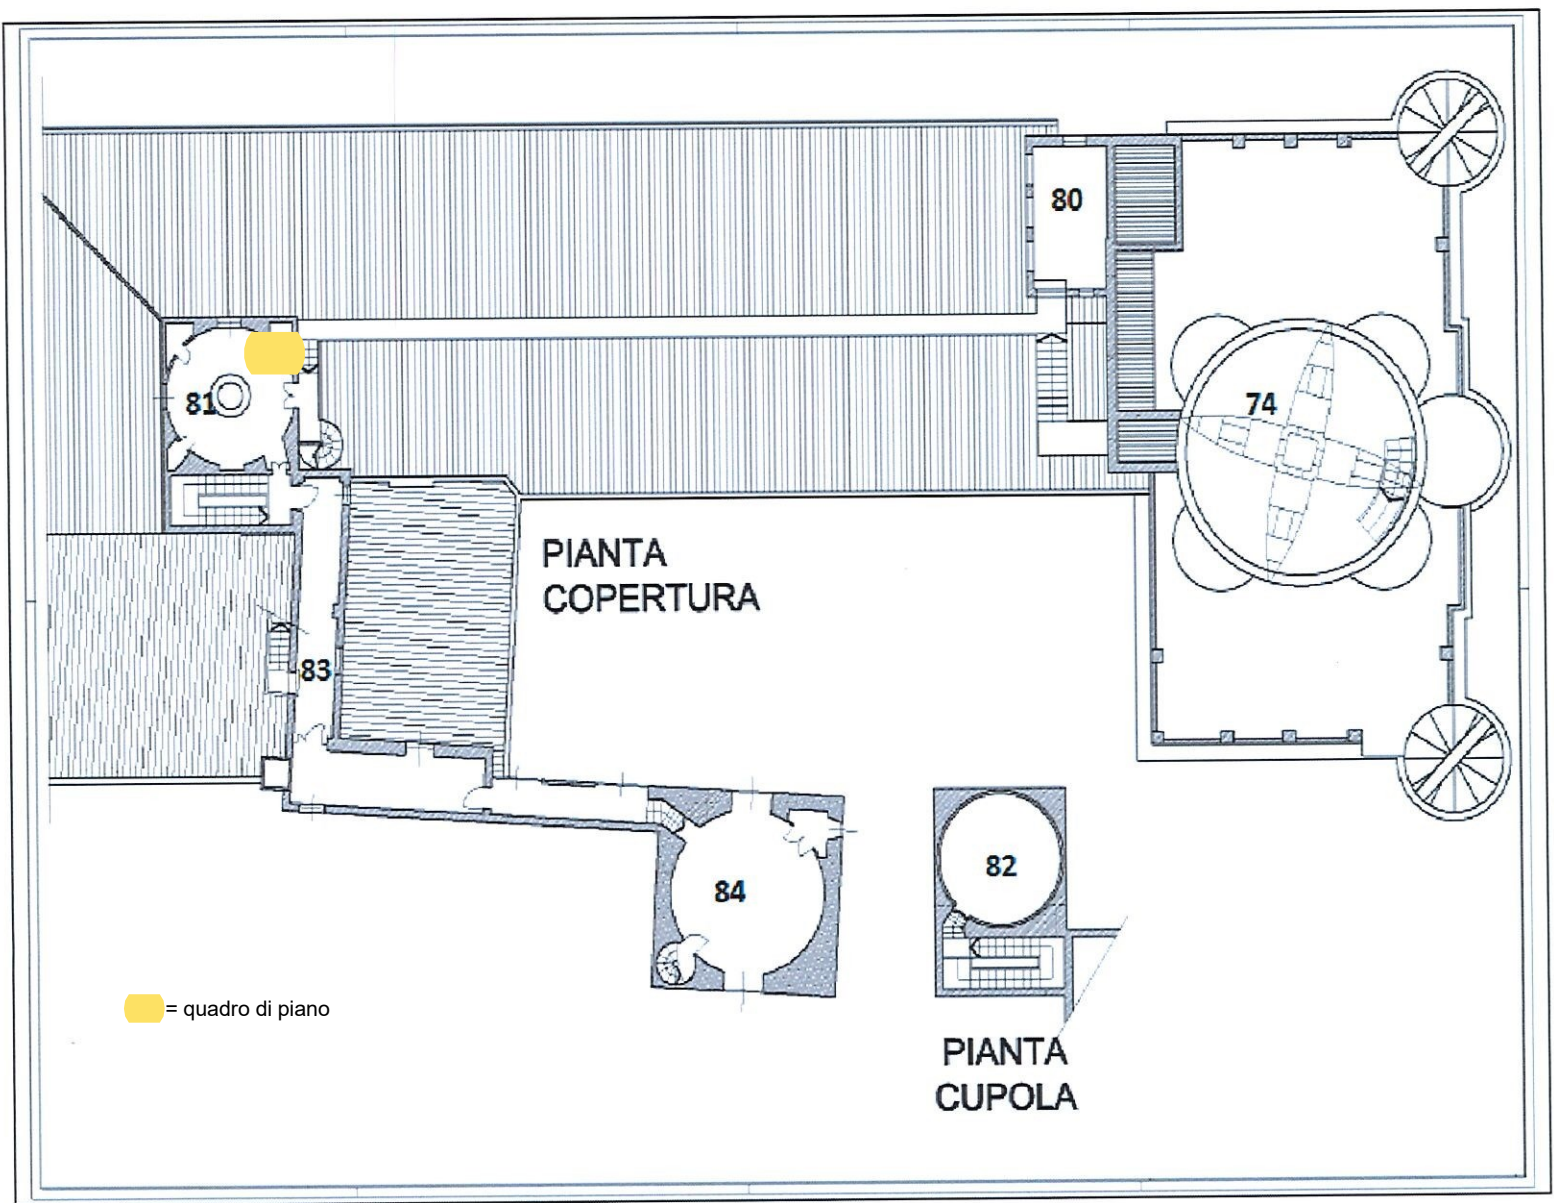 80
81
74
PIANTA
COPERTURA
83
84
82
= quadro di piano
PIANTA
CUPOLA